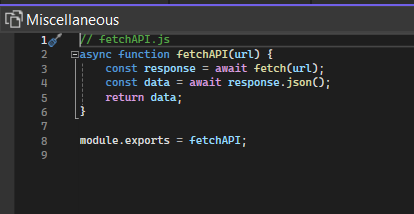 Miscellaneous
1 // fetchAPI.js
2 async function fetchAPI(url) {
3 const response = await fetch(url);
4 const data = await response.json();
5 return data;
6 }
7
8 module.exports = fetchAPI;
9